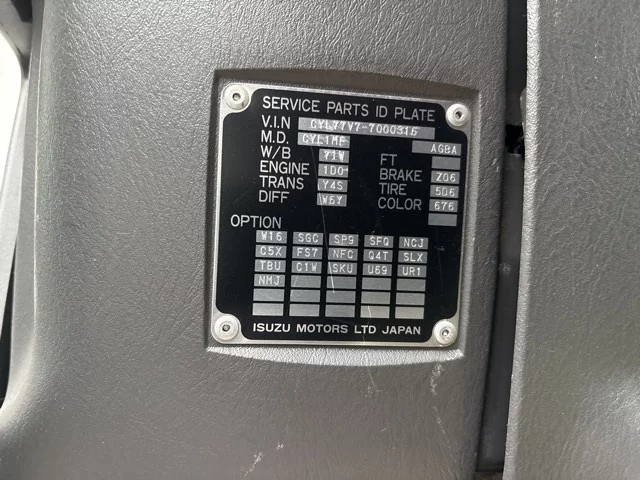 SERVICE PARTS ID PLATE
V.I.N CYL77V7-7000315
M.D. CYL1MF AGBA
W/B Y1W FT
ENGINE 1D0 BRAKE Z06
TRANS Y4S TIRE 5D6
DIFF W6Y COLOR 676
OPTION
W16 SGC SP9 SFQ NCJ
C5X FS7 NFC Q4T SLX
TBU C1W SKU U69 UR1
NMJ
ISUZU MOTORS LTD JAPAN